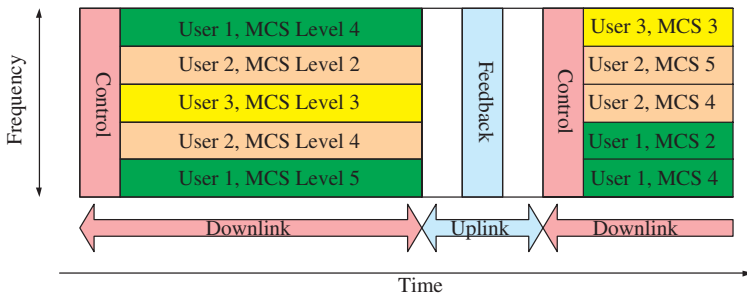 Frequency
Control
User 1, MCS Level 4
User 2, MCS Level 2
User 3, MCS Level 3
User 2, MCS Level 4
User 1, MCS Level 5
Feedback
Control
User 3, MCS 3
User 2, MCS 5
User 2, MCS 4
User 1, MCS 2
User 1, MCS 4
Downlink
Uplink
Downlink
Time